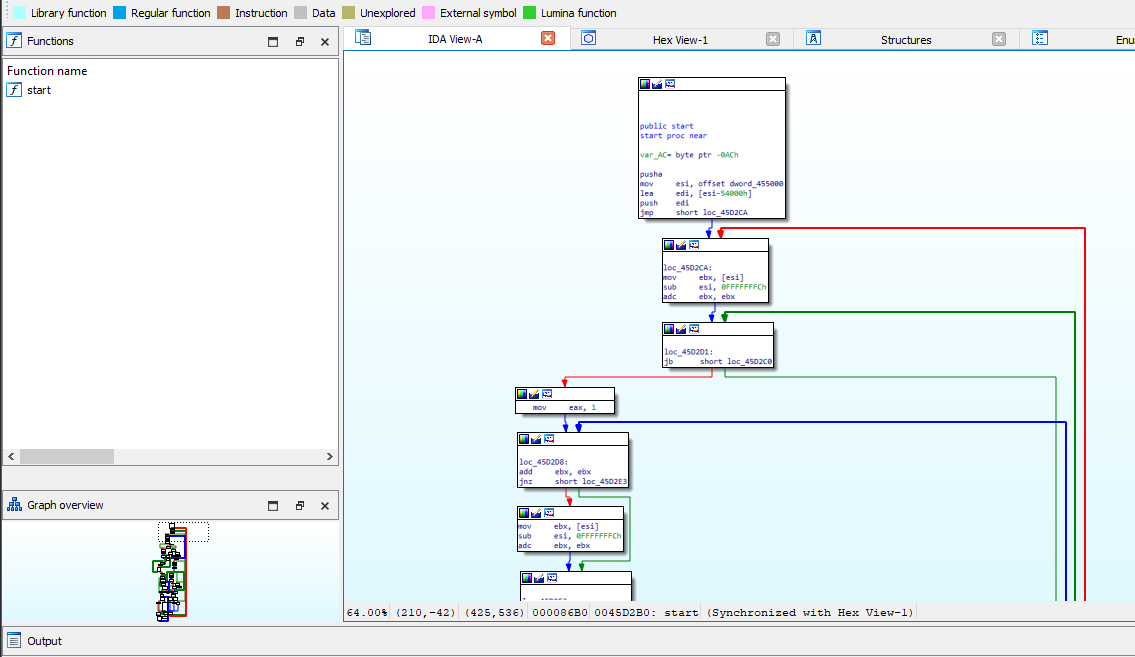 Library function Regular function Instruction Data Unexplored External symbol Lumina function
Functions
IDA View-A
Hex View-1
Structures
Enu
Function name
start
public start
start proc near
var_AC= byte ptr -0ACh
pusha
mov esi, offset dword_455000
lea edi, [esi-54000h]
push edi
jmp short loc_45D2CA
loc_45D2CA:
mov ebx, [esi]
sub esi, 0FFFFFFFCh
adc ebx, ebx
loc_45D2D1:
jb short loc_45D2C0
mov eax, 1
loc_45D2D8:
add ebx, ebx
jnz short loc_45D2E3
mov ebx, [esi]
sub esi, 0FFFFFFFCh
adc ebx, ebx
Graph overview
64.00% (210,-42) (425,536) 000086B0 0045D2B0: start (Synchronized with Hex View-1)
Output